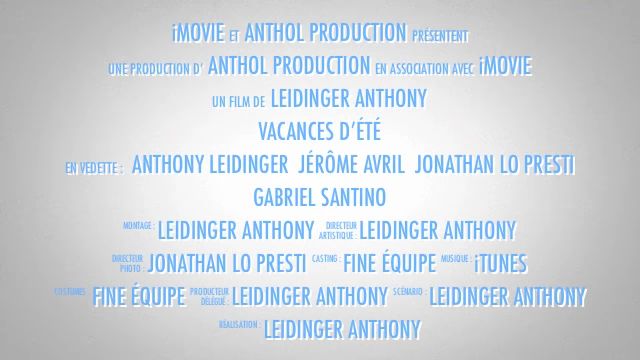 iMOVIE ET ANTHOL PRODUCTION PRÉSENTENT
UNE PRODUCTION D' ANTHOL PRODUCTION EN ASSOCIATION AVEC iMOVIE
UN FILM DE LEIDINGER ANTHONY
VACANCES D'ÉTÉ
EN VEDETTE : ANTHONY LEIDINGER JÉRÔME AVRIL JONATHAN LO PRESTI
GABRIEL SANTINO
MONTAGE : LEIDINGER ANTHONY DIRECTEUR ARTISTIQUE : LEIDINGER ANTHONY
DIRECTEUR PHOTO : JONATHAN LO PRESTI CASTING : FINE ÉQUIPE MUSIQUE : iTUNES
COSTUMES FINE ÉQUIPE PRODUCTEUR DÉLÉGUÉ : LEIDINGER ANTHONY SCÉNARIO : LEIDINGER ANTHONY
RÉALISATION : LEIDINGER ANTHONY